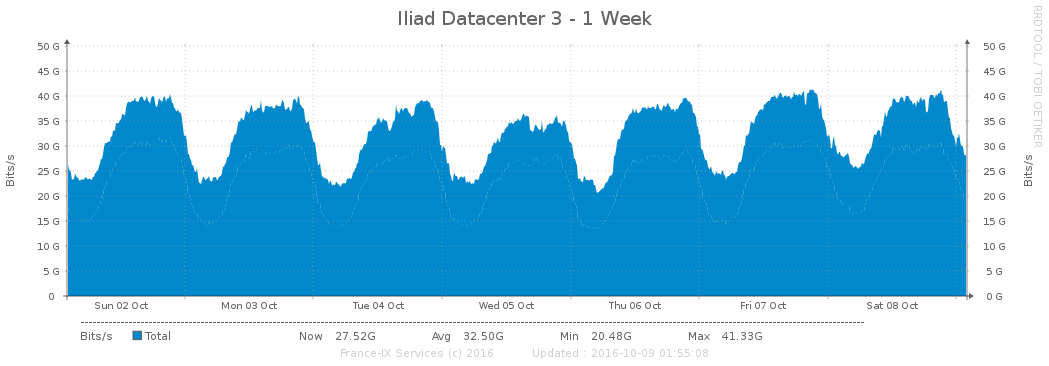 Iliad Datacenter 3 - 1 Week
RRDTOOL / TOBI OETIKER
Bits/s
50 G 50 G
45 G 45 G
40 G 40 G
35 G 35 G
30 G 30 G
25 G 25 G
20 G 20 G
15 G 15 G
10 G 10 G
5 G 5 G
0 0 G
Bits/s
Sun 02 Oct Mon 03 Oct Tue 04 Oct Wed 05 Oct Thu 06 Oct Fri 07 Oct Sat 08 Oct
Bits/s Total Now 27.52G Avg 32.50G Min 20.48G Max 41.33G
France-IX Services (c) 2016 Updated : 2016-10-09 01:55:08